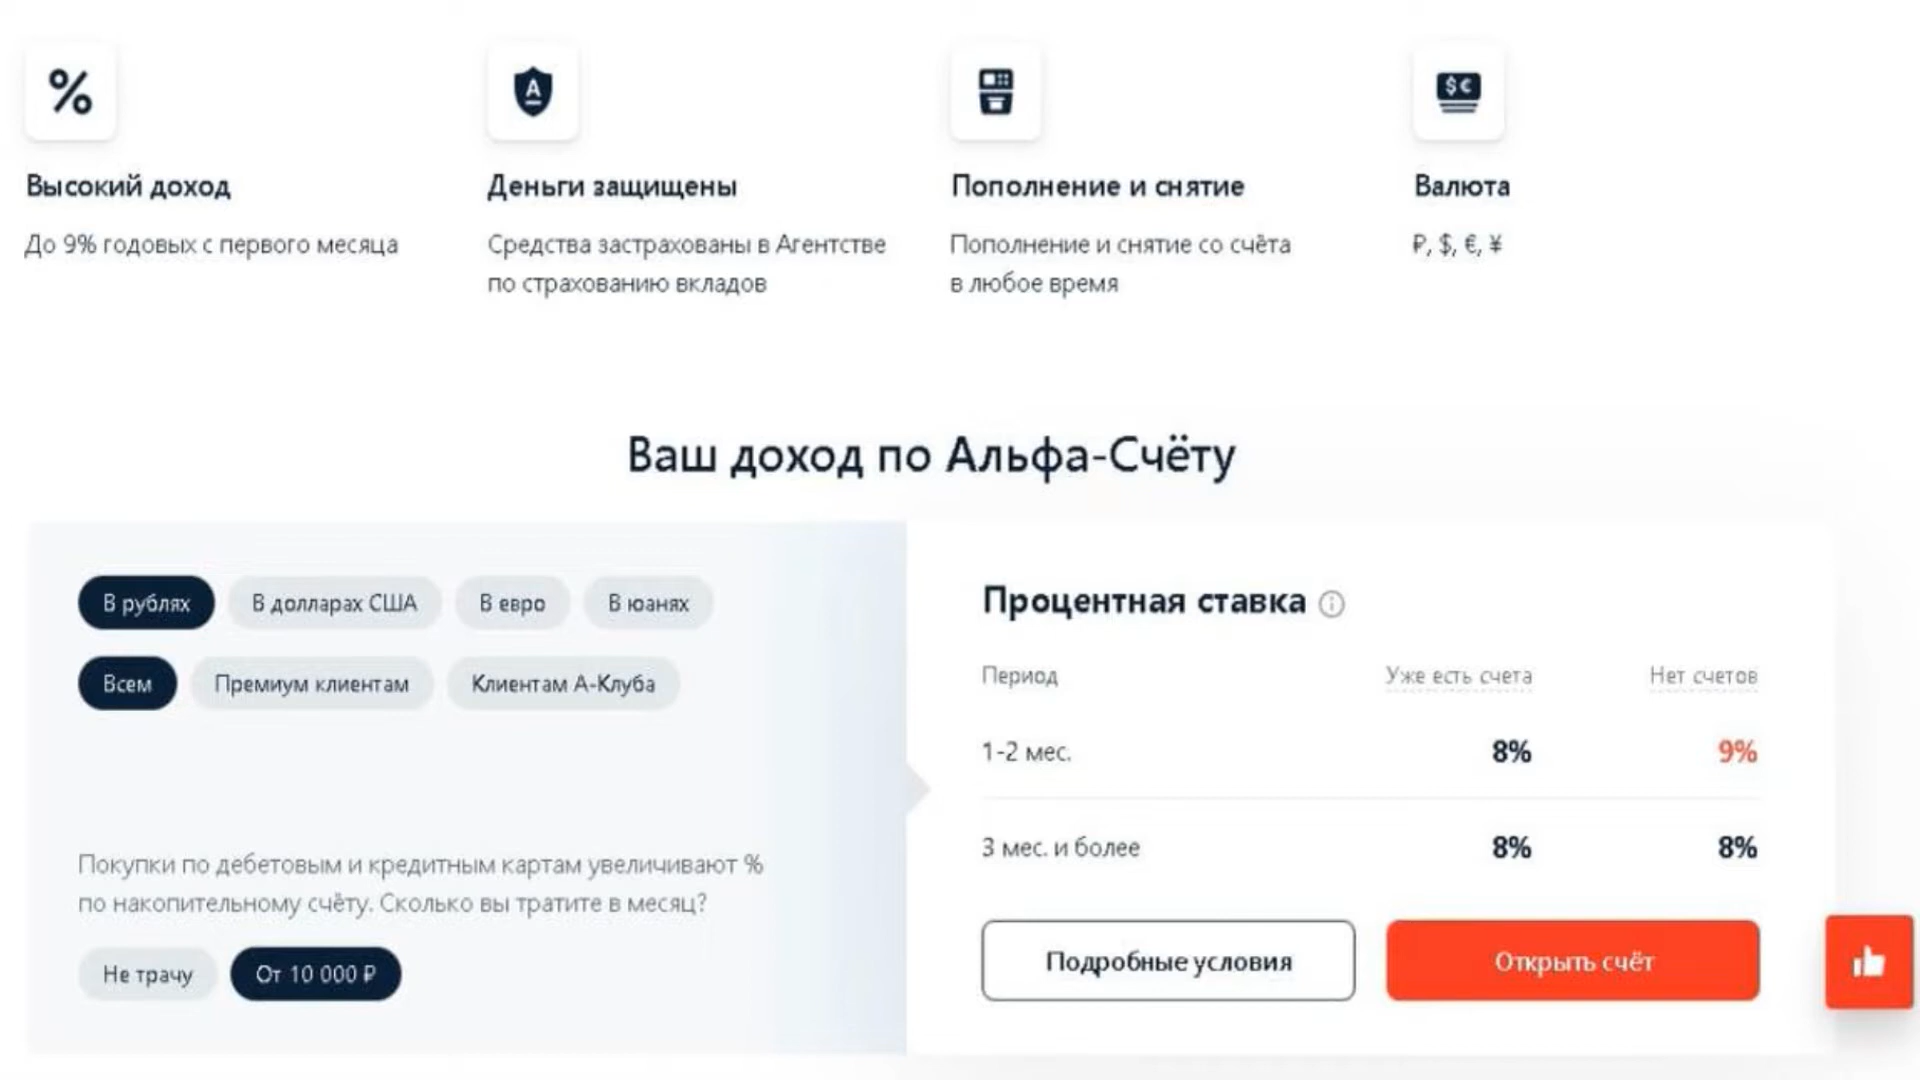 Высокий доход
До 9% годовых с первого месяца
Деньги защищены
Средства застрахованы в Агентстве
по страхованию вкладов
Пополнение и снятие
Пополнение и снятие со счёта
в любое время
Валюта
₽, $, €, ¥
Ваш доход по Альфа-Счёту
В рублях В долларах США В евро В юанях
Всем Премиум клиентам Клиентам А-Клуба
Покупки по дебетовым и кредитным картам увеличивают %
по накопительному счёту. Сколько вы тратите в месяц?
Не трачу От 10 000 ₽
Процентная ставка
Период Уже есть счета Нет счетов
1-2 мес. 8% 9%
3 мес. и более 8% 8%
Подробные условия Открыть счёт